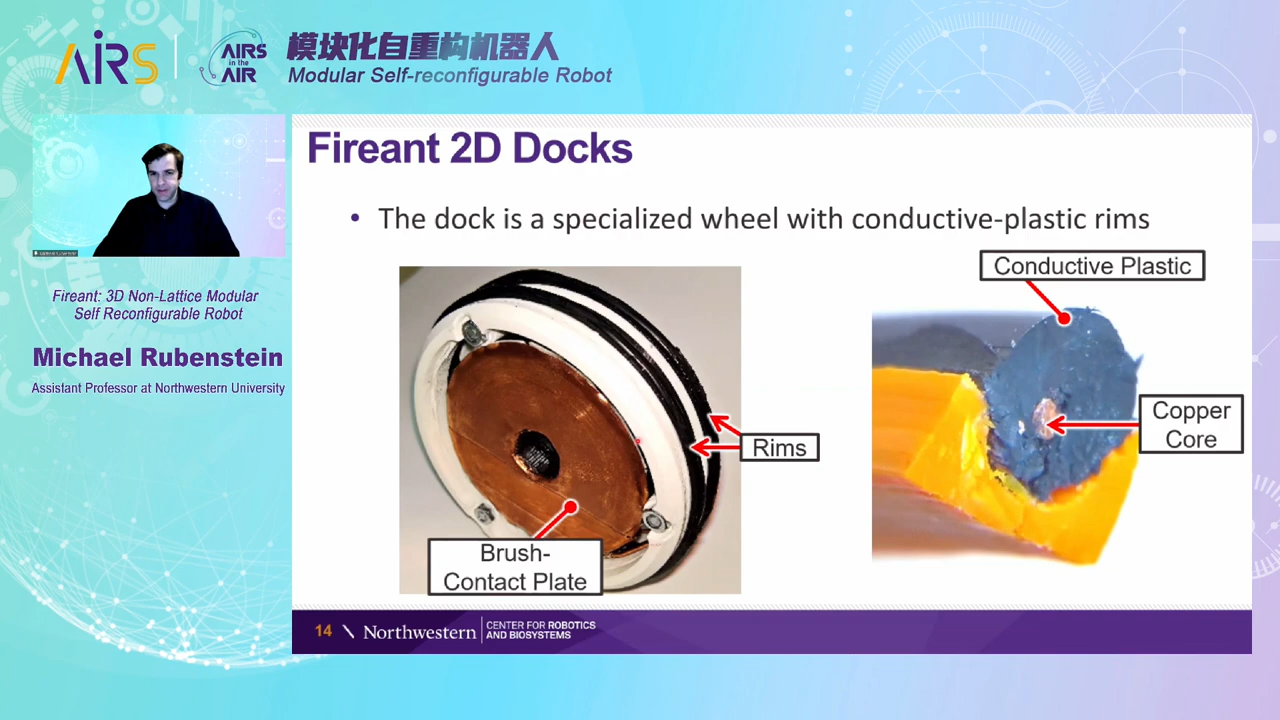 AIRS
AIRS
in the
AIR
模块化自重构机器人
Modular Self-reconfigurable Robot
Fireant: 3D Non-Lattice Modular
Self Reconfigurable Robot
Michael Rubenstein
Assistant Professor at Northwestern University
Fireant 2D Docks
• The dock is a specialized wheel with conductive-plastic rims
Conductive Plastic
Copper
Core
Rims
Brush-
Contact Plate
14
Northwestern
CENTER FOR ROBOTICS
AND BIOSYSTEMS